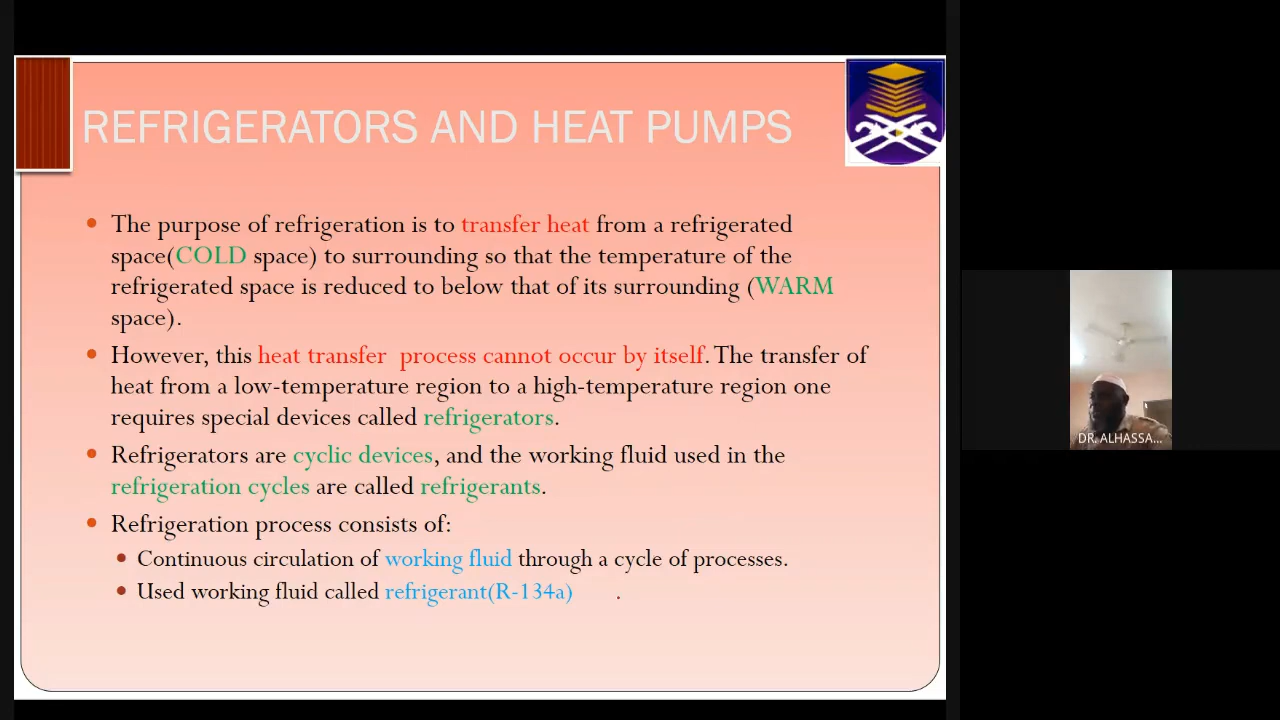 REFRIGERATORS AND HEAT PUMPS
• The purpose of refrigeration is to transfer heat from a refrigerated
space(COLD space) to surrounding so that the temperature of the
refrigerated space is reduced to below that of its surrounding (WARM
space).
• However, this heat transfer process cannot occur by itself. The transfer of
heat from a low-temperature region to a high-temperature region one
requires special devices called refrigerators.
• Refrigerators are cyclic devices, and the working fluid used in the
refrigeration cycles are called refrigerants.
• Refrigeration process consists of:
• Continuous circulation of working fluid through a cycle of processes.
• Used working fluid called refrigerant(R-134a) .
DR. ALHASSA...